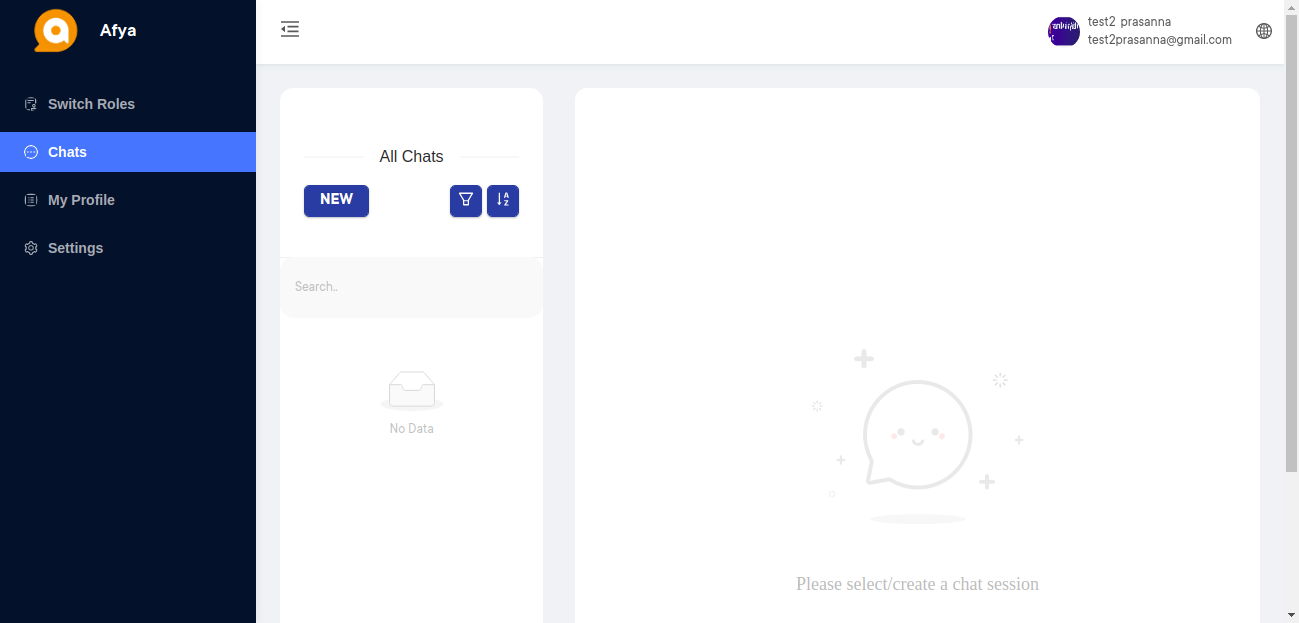 Afya
test2 prasanna
test2prasanna@gmail.com
Switch Roles
Chats
My Profile
Settings
All Chats
NEW
Search..
No Data
Please select/create a chat session